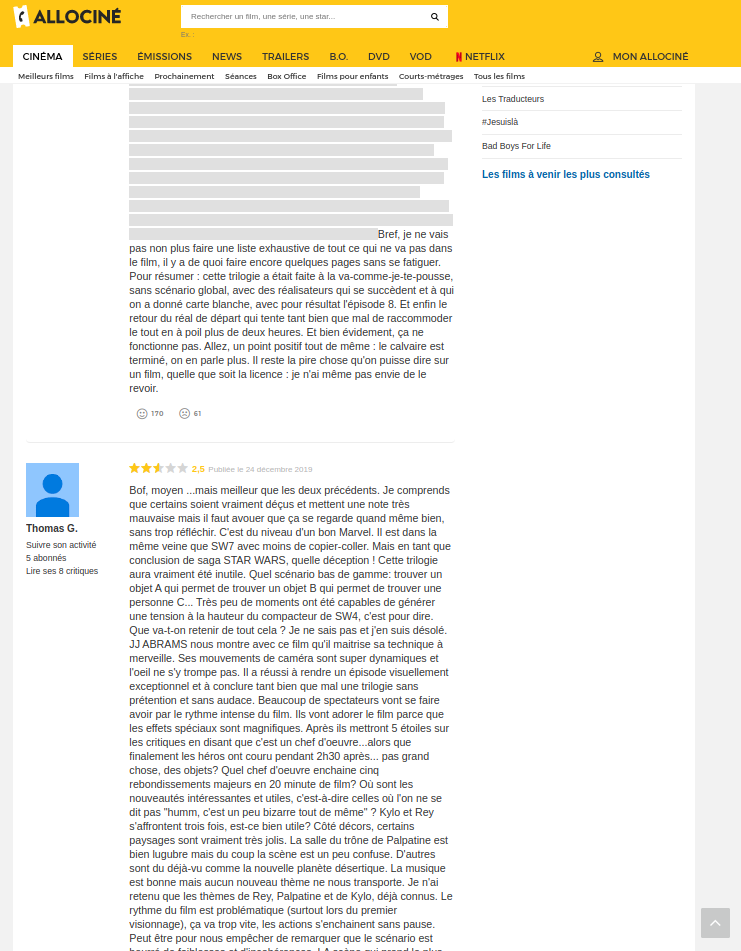 ALLOCINÉ
Rechercher un film, une série, une star...
Ex. :
CINÉMA SÉRIES ÉMISSIONS NEWS TRAILERS B.O. DVD VOD NETFLIX MON ALLOCINÉ
Meilleurs films Films à l'affiche Prochainement Séances Box Office Films pour enfants Courts-métrages Tous les films
Les Traducteurs
#Jesuislà
Bad Boys For Life
Les films à venir les plus consultés
Bref, je ne vais
pas non plus faire une liste exhaustive de tout ce qui ne va pas dans
le film, il y a de quoi faire encore quelques pages sans se fatiguer.
Pour résumer : cette trilogie a était faite à la va-comme-je-te-pousse,
sans scénario global, avec des réalisateurs qui se succèdent et à qui
on a donné carte blanche, avec pour résultat l'épisode 8. Et enfin le
retour du réal de départ qui tente tant bien que mal de raccommoder
le tout en à poil plus de deux heures. Et bien évidement, ça ne
fonctionne pas. Allez, un point positif tout de même : le calvaire est
terminé, on en parle plus. Il reste la pire chose qu'on puisse dire sur
un film, quelle que soit la licence : je n'ai même pas envie de le
revoir.
170 61
2,5 Publiée le 24 décembre 2019
Thomas G.
Suivre son activité
5 abonnés
Lire ses 8 critiques
Bof, moyen ...mais meilleur que les deux précédents. Je comprends
que certains soient vraiment déçus et mettent une note très
mauvaise mais il faut avouer que ça se regarde quand même bien,
sans trop réfléchir. C'est du niveau d'un bon Marvel. Il est dans la
même veine que SW7 avec moins de copier-coller. Mais en tant que
conclusion de saga STAR WARS, quelle déception ! Cette trilogie
aura vraiment été inutile. Quel scénario bas de gamme: trouver un
objet A qui permet de trouver un objet B qui permet de trouver une
personne C... Très peu de moments ont été capables de générer
une tension à la hauteur du compacteur de SW4, c'est pour dire.
Que va-t-on retenir de tout cela ? Je ne sais pas et j'en suis désolé.
JJ ABRAMS nous montre avec ce film qu'il maitrise sa technique à
merveille. Ses mouvements de caméra sont super dynamiques et
l'oeil ne s'y trompe pas. Il a réussi à rendre un épisode visuellement
exceptionnel et à conclure tant bien que mal une trilogie sans
prétention et sans audace. Beaucoup de spectateurs vont se faire
avoir par le rythme intense du film. Ils vont adorer le film parce que
les effets spéciaux sont magnifiques. Après ils mettront 5 étoiles sur
les critiques en disant que c'est un chef d'oeuvre...alors que
finalement les héros ont couru pendant 2h30 après... pas grand
chose, des objets? Quel chef d'oeuvre enchaine cinq
rebondissements majeurs en 20 minute de film? Où sont les
nouveautés intéressantes et utiles, c'est-à-dire celles où l'on ne se
dit pas "humm, c'est un peu bizarre tout de même" ? Kylo et Rey
s'affrontent trois fois, est-ce bien utile? Côté décors, certains
paysages sont vraiment très jolis. La salle du trône de Palpatine est
bien lugubre mais du coup la scène est un peu confuse. D'autres
sont du déjà-vu comme la nouvelle planète désertique. La musique
est bonne mais aucun nouveau thème ne nous transporte. Je n'ai
retenu que les thèmes de Rey, Palpatine et de Kylo, déjà connus. Le
rythme du film est problématique (surtout lors du premier
visionnage), ça va trop vite, les actions s'enchainent sans pause.
Peut être pour nous empêcher de remarquer que le scénario est